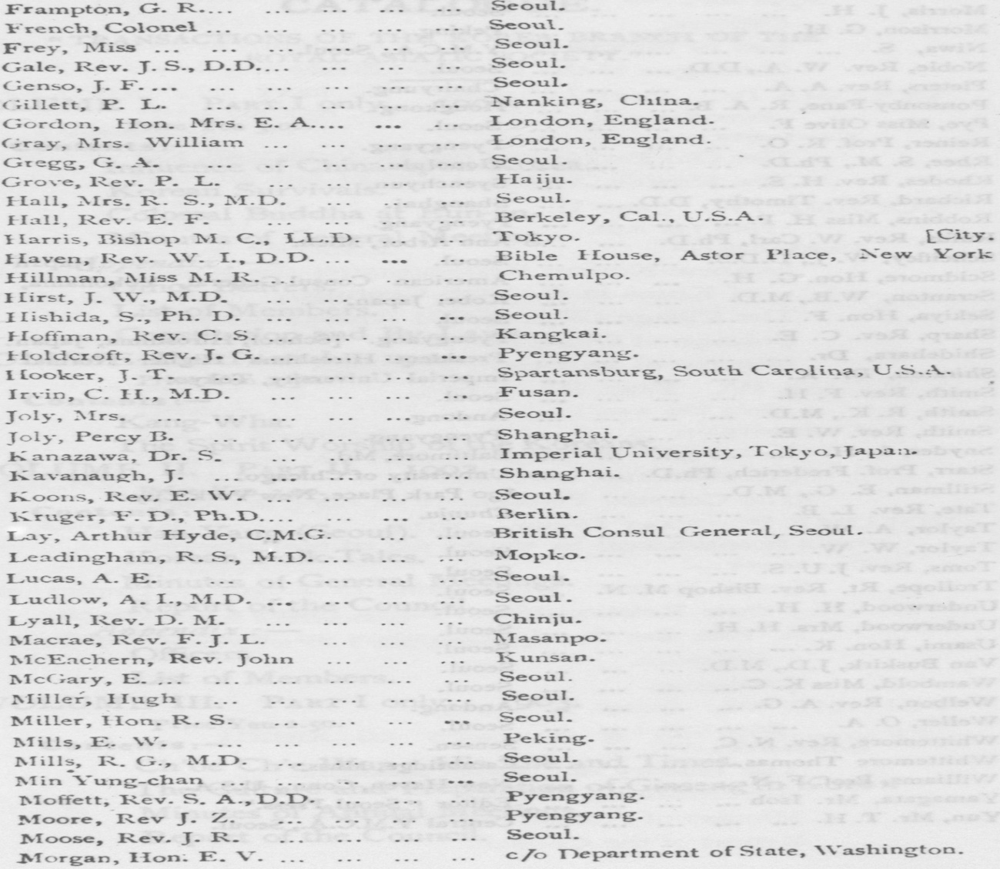 Frampton, G. R.... ... ... ... Seoul.
French, Colonel ... ... ... ... Seoul.
Frey, Miss ... ... ... ... ... Seoul.
Gale, Rev. J. S., D.D.... ... ... Seoul.
Genso, J. F. ... ... ... ... ... Seoul.
Gillett, P. L. ... ... ... ... Nanking, China.
Gordon, Hon. Mrs. E. A.... ... London, England.
Gray, Mrs. William ... ... ... London, England.
Gregg, G. A. ... ... ... ... Seoul.
Grove, Rev. P. L. ... ... ... Haiju.
Hall, Mrs. R. S., M.D. ... ... ... Seoul.
Hall, Rev. E. F. ... ... ... ... Berkeley, Cal., U.S.A.
Harris, Bishop M. C., LL.D. ... ... Tokyo. [City.
Haven, Rev. W. I., D.D. ... ... Bible House, Astor Place, New York
Hillman, Miss M. R. ... ... ... Chemulpo.
Hirst, J. W., M.D. ... ... ... Seoul.
Hishida, S., Ph. D. ... ... ... Seoul.
Hoffman, Rev. C. S. ... ... ... Kangkai.
Holdcroft, Rev. J. G. ... ... ... Pyengyang.
Hooker, J. T. ... ... ... ... Spartansburg, South Carolina, U.S.A.
Irvin, C. H., M.D. ... ... ... ... Fusan.
Joly, Mrs. ... ... ... ... ... Seoul.
Joly, Percy B. ... ... ... ... Shanghai.
Kanazawa, Dr. S. ... ... ... ... Imperial University, Tokyo, Japan.
Kavanaugh, J. ... ... ... ... Shanghai.
Koons, Rev. E. W. ... ... ... ... Seoul.
Kruger, F. D., Ph.D. ... ... ... Berlin.
Lay, Arthur Hyde, C.M.G. ... ... British Consul General, Seoul.
Leadingham, R. S., M.D. ... ... ... Mopko.
Lucas, A. E. ... ... ... ... Seoul.
Ludlow, A. I., M.D. ... ... ... Seoul.
Lyall, Rev. D. M. ... ... ... ... Chinju.
Macrae, Rev. F. J. L. ... ... ... Masanpo.
McEachern, Rev. John ... ... ... Kunsan.
McGary, E. ... ... ... ... ... Seoul.
Miller, Hugh ... ... ... ... Seoul.
Miller, Hon. R. S. ... ... ... ... Seoul.
Mills, E. W. ... ... ... ... ... Peking.
Mills, R. G., M.D. ... ... ... ... Seoul.
Min Yung-chan ... ... ... ... Seoul.
Moffett, Rev. S. A., D.D. ... ... ... Pyengyang.
Moore, Rev J. Z. ... ... ... ... Pyengyang.
Moose, Rev. J. R. ... ... ... ... Seoul.
Morgan, Hon. E. V. ... ... ... ... c/o Department of State, Washington.